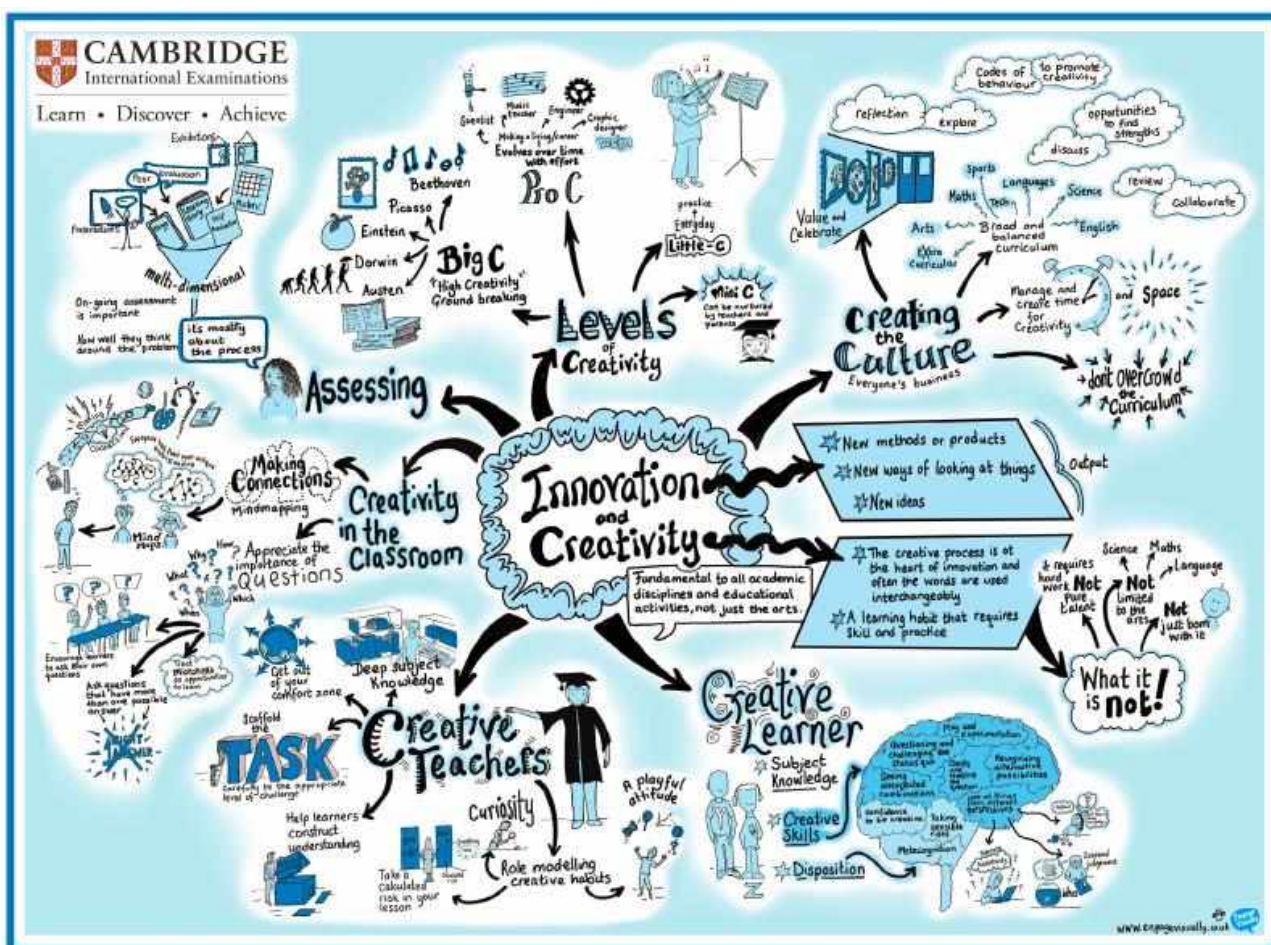 CAMBRIDGE
International Examinations
Learn • Discover • Achieve
Exhibitions
Peer evaluation
Presentations
Rubric
multi-dimensional
On-going assessment
is important
How well they think
around the "problem"
its mostly
about
the process
Assessing
Scientist
Music
teacher
Engineer
Graphic
designer
Making a living/career
Evolves over time
with effort
Pro C
Beethoven
Picasso
Einstein
Darwin
Austen
Big C
"High Creativity"
Ground breaking
practice
Everyday
Little-C
Mini C
Can be nurtured
by teachers and
parents
Levels
of
Creativity
Codes of
behaviour
to promote
creativity
reflection
explore
opportunities
to find
strengths
discuss
review
collaborate
Value and
Celebrate
Sports
Maths
Tech
Languages
Science
Arts
English
Extra
Curricular
Broad and
balanced
curriculum
Manage and
create time
for
Creativity
and
Space
don't OVERCROWD
the
Curriculum
Creating
the
Culture
Everyone's business
Innovation
and
Creativity
Fundamental to all academic
disciplines and educational
activities, not just the arts.
New methods or products
New ways of looking at things
New ideas
Output
The creative process is at
the heart of innovation and
often the words are used
interchangeably
A learning habit that requires
skill and practice
it requires
hard
work
Not
pure
talent
Science
Maths
Language
Not
limited
to the
arts
Not
just born
with it
What it
is not!
Creativity
in the
Classroom
Making
Connections
Mindmapping
Mind
maps
Appreciate the
importance of
Questions
Why?
How?
What
When
Which
Encourage learners
to ask their own
questions
Ask questions
that have more
than one possible
answer
Treat
mistakes
as opportunities
to learn
RIGHT
ANSWER
Get out
of your
comfort zone
Deep subject
Knowledge
Scaffold
the
TASK
carefully to the appropriate
level of challenge
Creative
Teachers
Help learners
construct
understanding
Curiosity
A playful
attitude
Take a
calculated
risk in your
lesson
Role modelling
creative habits
Creative
Learner
Subject
Knowledge
Creative
Skills
Disposition
Play and
experimentation
Questioning and
challenging the
status quo
Recognising
alternative
possibilities
Seeing
unexpected
combinations
confidence
to be creative
Taking
sensible
risks
Metacognition
Suspend
judgment
www.engagevisually.co.uk